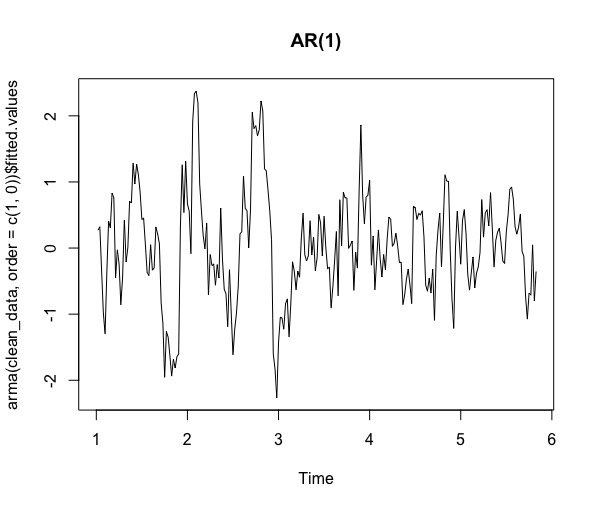 AR(1)
arma(clean_data, order = c(1, 0))$fitted.values
2
1
0
-1
-2
1 2 3 4 5 6
Time